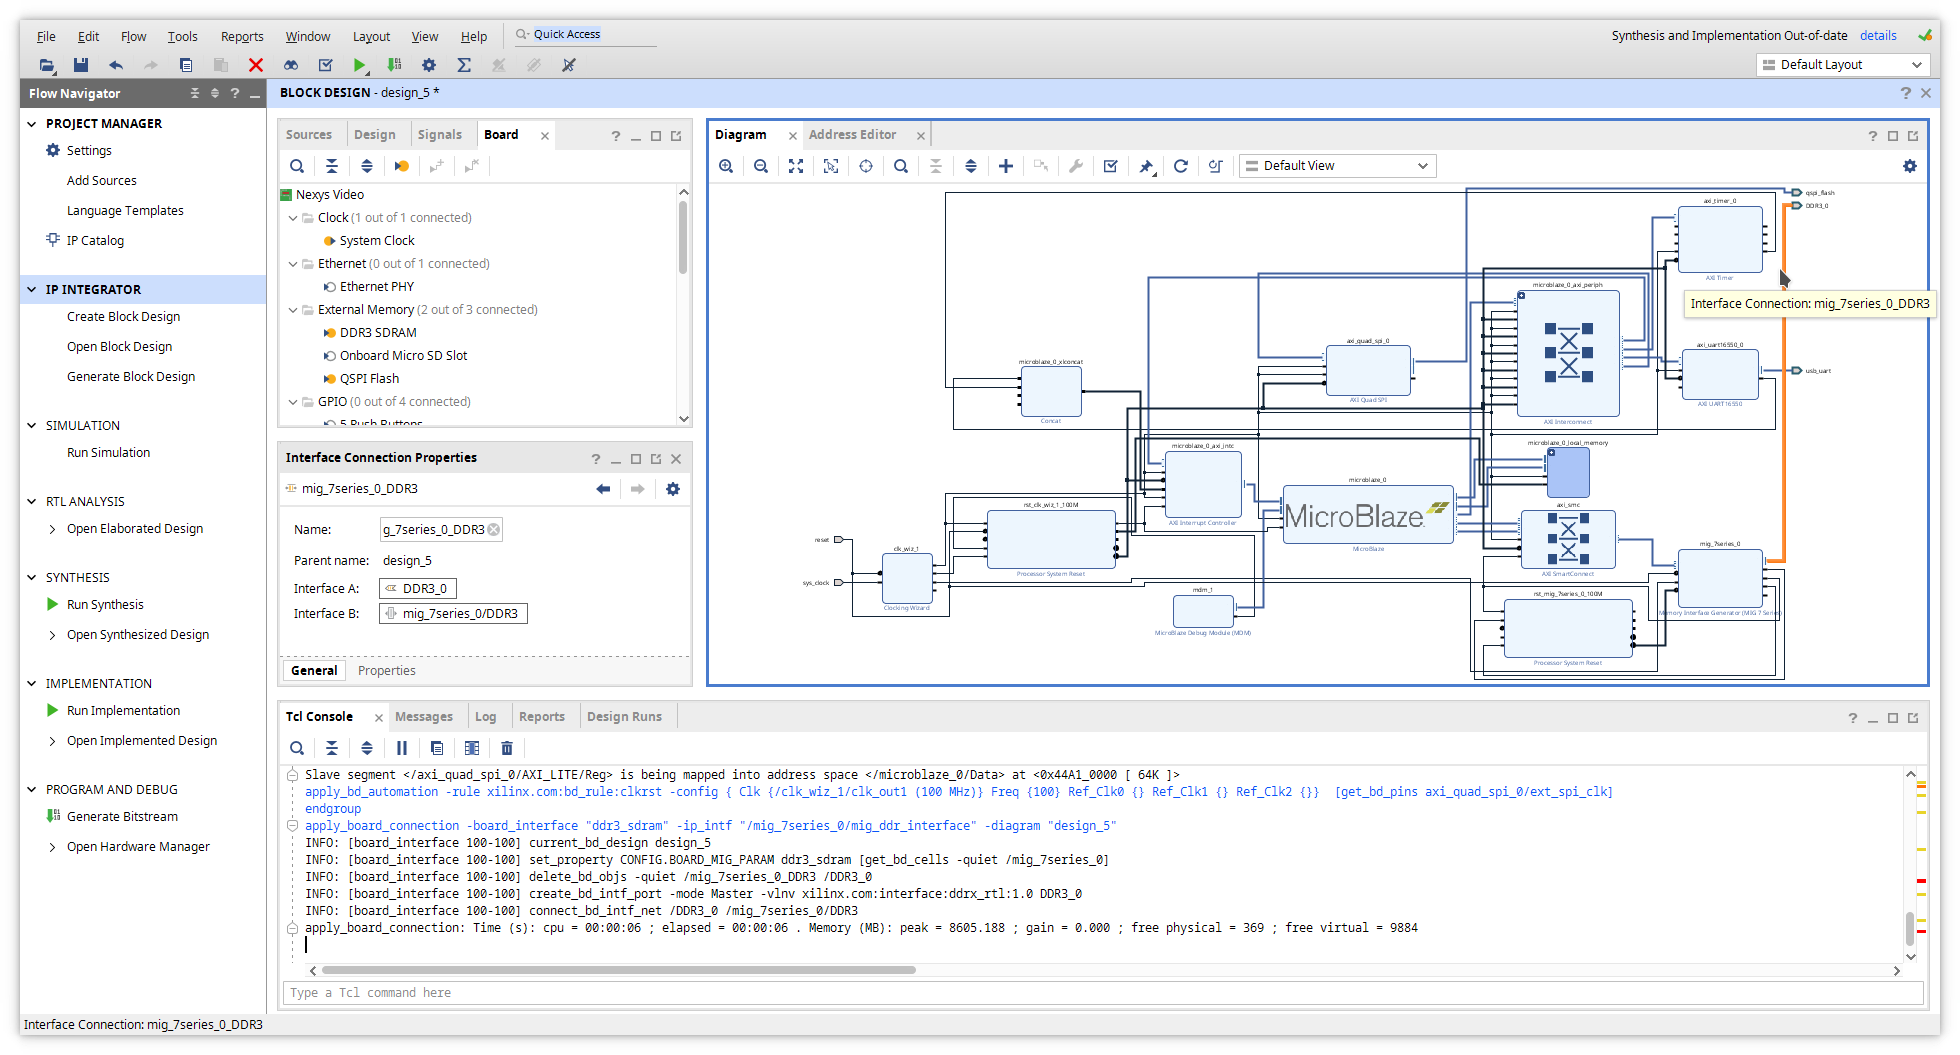 File Edit Flow Tools Reports Window Layout View Help Quick Access
Synthesis and Implementation Out-of-date details
Default Layout
Flow Navigator
PROJECT MANAGER
Settings
Add Sources
Language Templates
IP Catalog
IP INTEGRATOR
Create Block Design
Open Block Design
Generate Block Design
SIMULATION
Run Simulation
RTL ANALYSIS
Open Elaborated Design
SYNTHESIS
Run Synthesis
Open Synthesized Design
IMPLEMENTATION
Run Implementation
Open Implemented Design
PROGRAM AND DEBUG
Generate Bitstream
Open Hardware Manager
BLOCK DESIGN - design_5 *
Sources Design Signals Board
Nexys Video
Clock (1 out of 1 connected)
System Clock
Ethernet (0 out of 1 connected)
Ethernet PHY
External Memory (2 out of 3 connected)
DDR3 SDRAM
Onboard Micro SD Slot
QSPI Flash
GPIO (0 out of 4 connected)
5 Push Buttons
Interface Connection Properties
mig_7series_0_DDR3
Name: g_7series_0_DDR3
Parent name: design_5
Interface A: DDR3_0
Interface B: mig_7series_0/DDR3
General Properties
Diagram Address Editor
Default View
qspi_flash
DDR3_0
axi_timer_0
AXI Timer
Interface Connection: mig_7series_0_DDR3
microblaze_0_axi_periph
AXI Interconnect
axi_quad_spi_0
AXI Quad SPI
axi_uart16550_0
AXI UART16550
usb_uart
microblaze_0_xlconcat
Concat
microblaze_0_axi_intc
AXI Interrupt Controller
microblaze_0_local_memory
microblaze_0
MicroBlaze
MicroBlaze
axi_smc
AXI SmartConnect
rst_clk_wiz_1_100M
Processor System Reset
reset
sys_clock
clk_wiz_1
Clocking Wizard
mdm_1
MicroBlaze Debug Module (MDM)
mig_7series_0
Memory Interface Generator (MIG 7 Series)
rst_mig_7series_0_100M
Processor System Reset
Tcl Console Messages Log Reports Design Runs
Slave segment </axi_quad_spi_0/AXI_LITE/Reg> is being mapped into address space </microblaze_0/Data> at <0x44A1_0000 [ 64K ]>
apply_bd_automation -rule xilinx.com:bd_rule:clkrst -config { Clk {/clk_wiz_1/clk_out1 (100 MHz)} Freq {100} Ref_Clk0 {} Ref_Clk1 {} Ref_Clk2 {}}  [get_bd_pins axi_quad_spi_0/ext_spi_clk]
endgroup
apply_board_connection -board_interface "ddr3_sdram" -ip_intf "/mig_7series_0/mig_ddr_interface" -diagram "design_5"
INFO: [board_interface 100-100] current_bd_design design_5
INFO: [board_interface 100-100] set_property CONFIG.BOARD_MIG_PARAM ddr3_sdram [get_bd_cells -quiet /mig_7series_0]
INFO: [board_interface 100-100] delete_bd_objs -quiet /mig_7series_0_DDR3 /DDR3_0
INFO: [board_interface 100-100] create_bd_intf_port -mode Master -vlnv xilinx.com:interface:ddrx_rtl:1.0 DDR3_0
INFO: [board_interface 100-100] connect_bd_intf_net /DDR3_0 /mig_7series_0/DDR3
apply_board_connection: Time (s): cpu = 00:00:06 ; elapsed = 00:00:06 . Memory (MB): peak = 8605.188 ; gain = 0.000 ; free physical = 369 ; free virtual = 9884
Type a Tcl command here
Interface Connection: mig_7series_0_DDR3